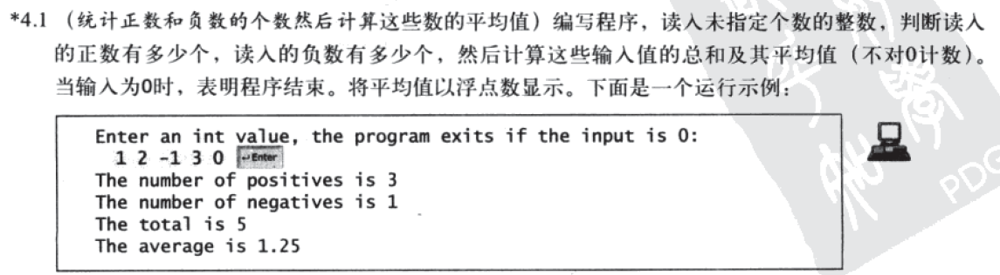 *4.1 （统计正数和负数的个数然后计算这些数的平均值）编写程序，读入未指定个数的整数，判断读入
的正数有多少个，读入的负数有多少个，然后计算这些输入值的总和及其平均值（不对0计数）。
当输入为0时，表明程序结束。将平均值以浮点数显示。下面是一个运行示例：
Enter an int value, the program exits if the input is 0:
1 2 -1 3 0 ↵Enter
The number of positives is 3
The number of negatives is 1
The total is 5
The average is 1.25
PDG